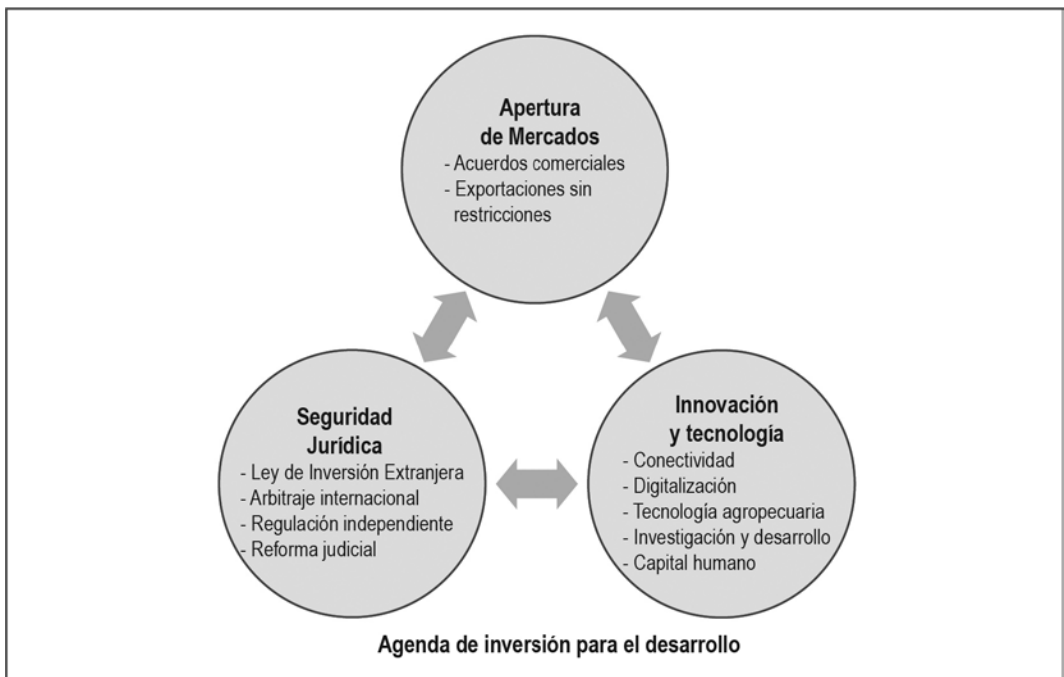 Apertura
de Mercados
- Acuerdos comerciales
- Exportaciones sin
restricciones
Seguridad
Jurídica
- Ley de Inversión Extranjera
- Arbitraje internacional
- Regulación independiente
- Reforma judicial
Innovación
y tecnología
- Conectividad
- Digitalización
- Tecnología agropecuaria
- Investigación y desarrollo
- Capital humano
Agenda de inversión para el desarrollo